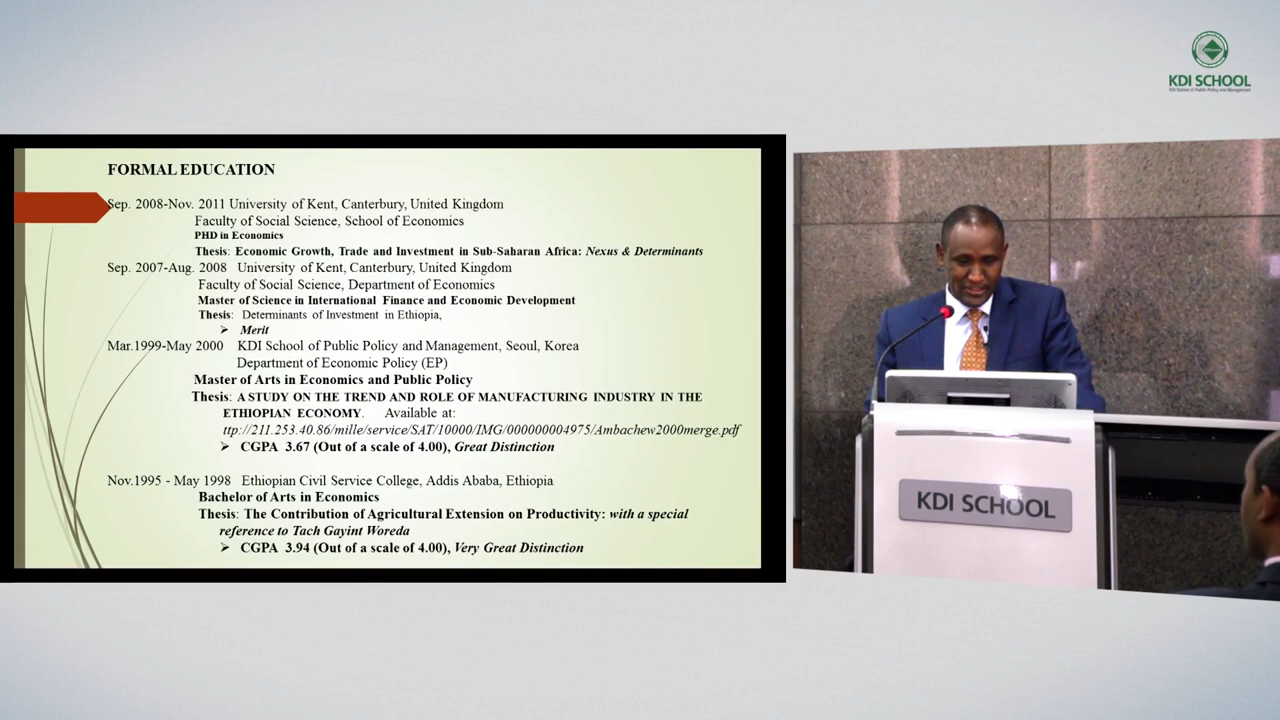 KDI SCHOOL
KDI School of Public Policy and Management
FORMAL EDUCATION
Sep. 2008-Nov. 2011 University of Kent, Canterbury, United Kingdom
Faculty of Social Science, School of Economics
PHD in Economics
Thesis: Economic Growth, Trade and Investment in Sub-Saharan Africa: Nexus & Determinants
Sep. 2007-Aug. 2008 University of Kent, Canterbury, United Kingdom
Faculty of Social Science, Department of Economics
Master of Science in International Finance and Economic Development
Thesis: Determinants of Investment in Ethiopia,
➢ Merit
Mar.1999-May 2000 KDI School of Public Policy and Management, Seoul, Korea
Department of Economic Policy (EP)
Master of Arts in Economics and Public Policy
Thesis: A STUDY ON THE TREND AND ROLE OF MANUFACTURING INDUSTRY IN THE
ETHIOPIAN ECONOMY. Available at:
ttp://211.253.40.86/mille/service/SAT/10000/IMG/000000004975/Ambachew2000merge.pdf
➢ CGPA 3.67 (Out of a scale of 4.00), Great Distinction
Nov.1995 - May 1998 Ethiopian Civil Service College, Addis Ababa, Ethiopia
Bachelor of Arts in Economics
Thesis: The Contribution of Agricultural Extension on Productivity: with a special
reference to Tach Gayint Woreda
➢ CGPA 3.94 (Out of a scale of 4.00), Very Great Distinction
KDI SCHOOL